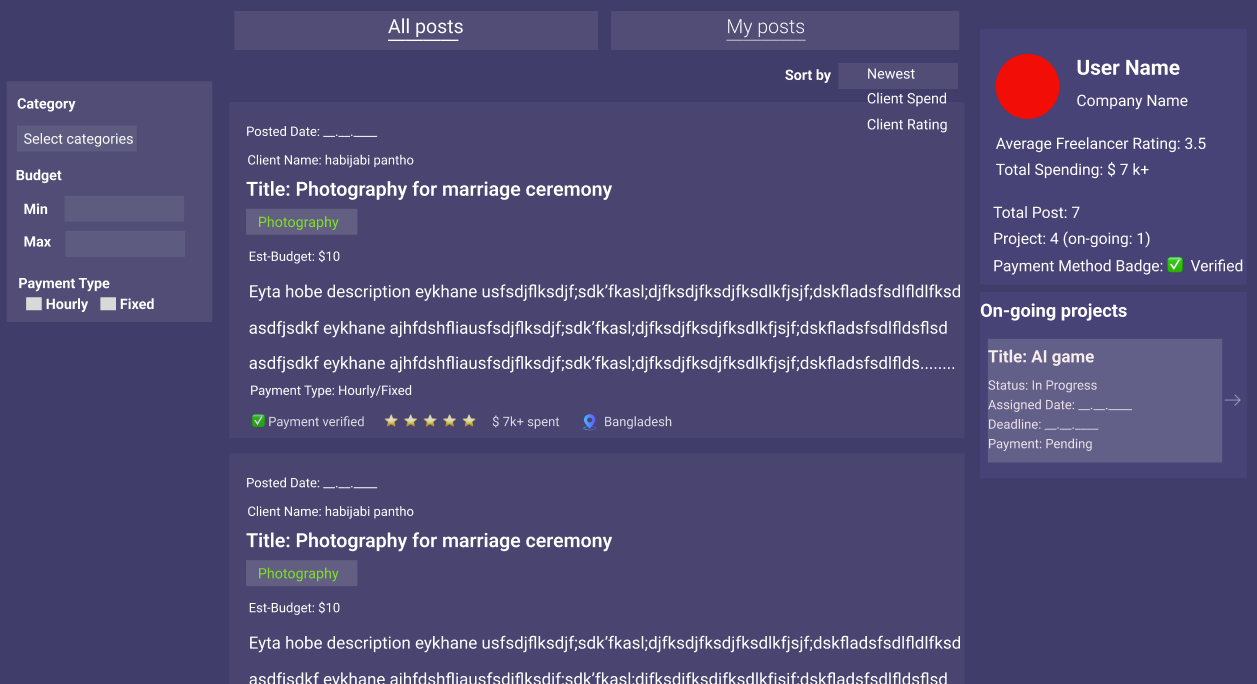 All posts
My posts
Sort by
Newest
Client Spend
Client Rating
Category
Select categories
Budget
Min
Max
Payment Type
Hourly
Fixed
Posted Date: __.__.____
Client Name: habijabi pantho
Title: Photography for marriage ceremony
Photography
Est-Budget: $10
Eyta hobe description eykhane usfsdjflksdjf;sdk'fkasl;djfksdjfksdjfksdlkfjsjf;dskfladsfsdlfldlfksd
asdfjsdkf eykhane ajhfdshfliausfsdjflksdjf;sdk'fkasl;djfksdjfksdjfksdlkfjsjf;dskfladsfsdlfldsflsd
asdfjsdkf eykhane ajhfdshfliausfsdjflksdjf;sdk'fkasl;djfksdjfksdjfksdlkfjsjf;dskfladsfsdlflds........
Payment Type: Hourly/Fixed
Payment verified
$ 7k+ spent
Bangladesh
Posted Date: __.__.____
Client Name: habijabi pantho
Title: Photography for marriage ceremony
Photography
Est-Budget: $10
Eyta hobe description eykhane usfsdjflksdjf;sdk'fkasl;djfksdjfksdjfksdlkfjsjf;dskfladsfsdlfldlfksd
asdfjsdkf eykhane ajhfdshfliausfsdjflksdjf;sdk'fkasl;djfksdjfksdjfksdlkfjsjf;dskfladsfsdlfldsflsd
User Name
Company Name
Average Freelancer Rating: 3.5
Total Spending: $ 7 k+
Total Post: 7
Project: 4 (on-going: 1)
Payment Method Badge: ✅ Verified
On-going projects
Title: AI game
Status: In Progress
Assigned Date: __.__.____
Deadline: __.__.____
Payment: Pending